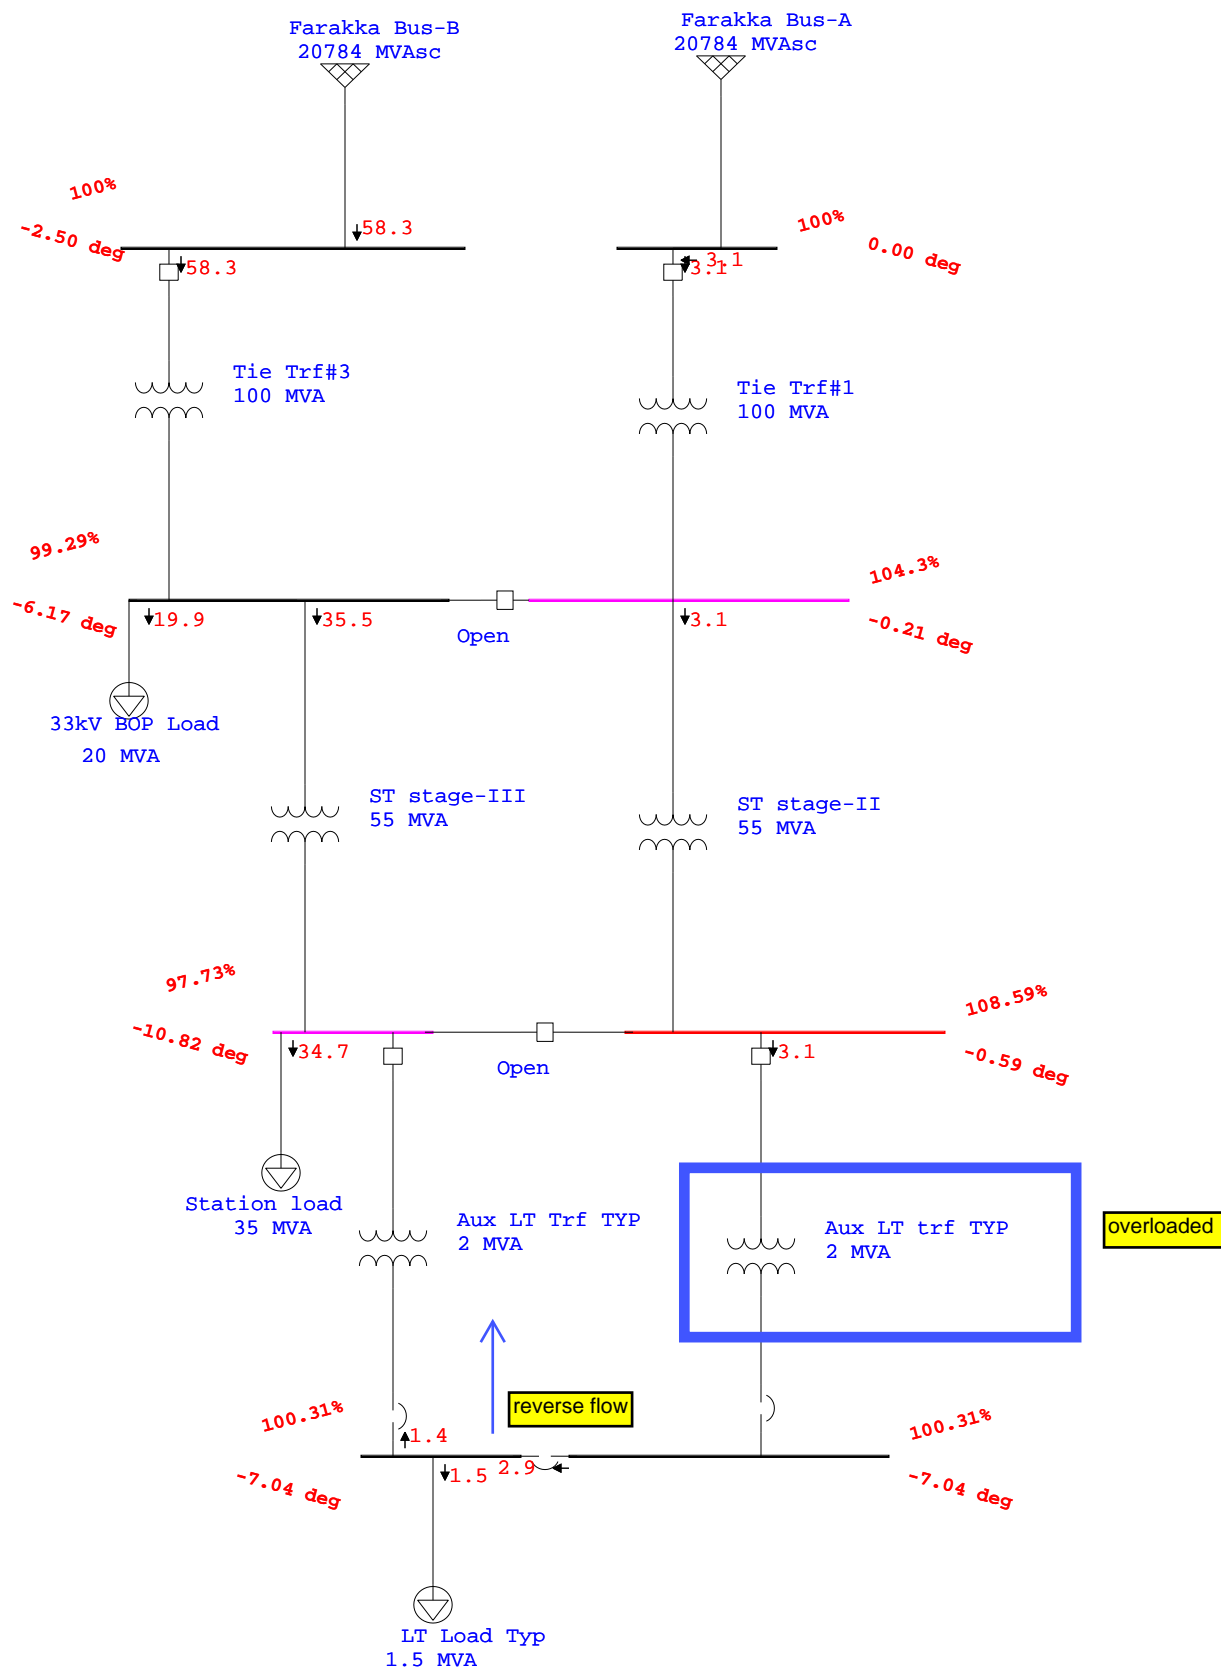 Farakka Bus-B
20784 MVAsc
Farakka Bus-A
20784 MVAsc
100%
-2.50 deg
58.3
58.3
100%
0.00 deg
3.1
3.1
Tie Trf#3
100 MVA
Tie Trf#1
100 MVA
99.29%
-6.17 deg
19.9
35.5
Open
3.1
104.3%
-0.21 deg
33kV BOP Load
20 MVA
ST stage-III
55 MVA
ST stage-II
55 MVA
97.73%
-10.82 deg
34.7
Open
3.1
108.59%
-0.59 deg
Station load
35 MVA
Aux LT Trf TYP
2 MVA
Aux LT trf TYP
2 MVA
overloaded
reverse flow
100.31%
-7.04 deg
1.4
1.5
2.9
100.31%
-7.04 deg
LT Load Typ
1.5 MVA